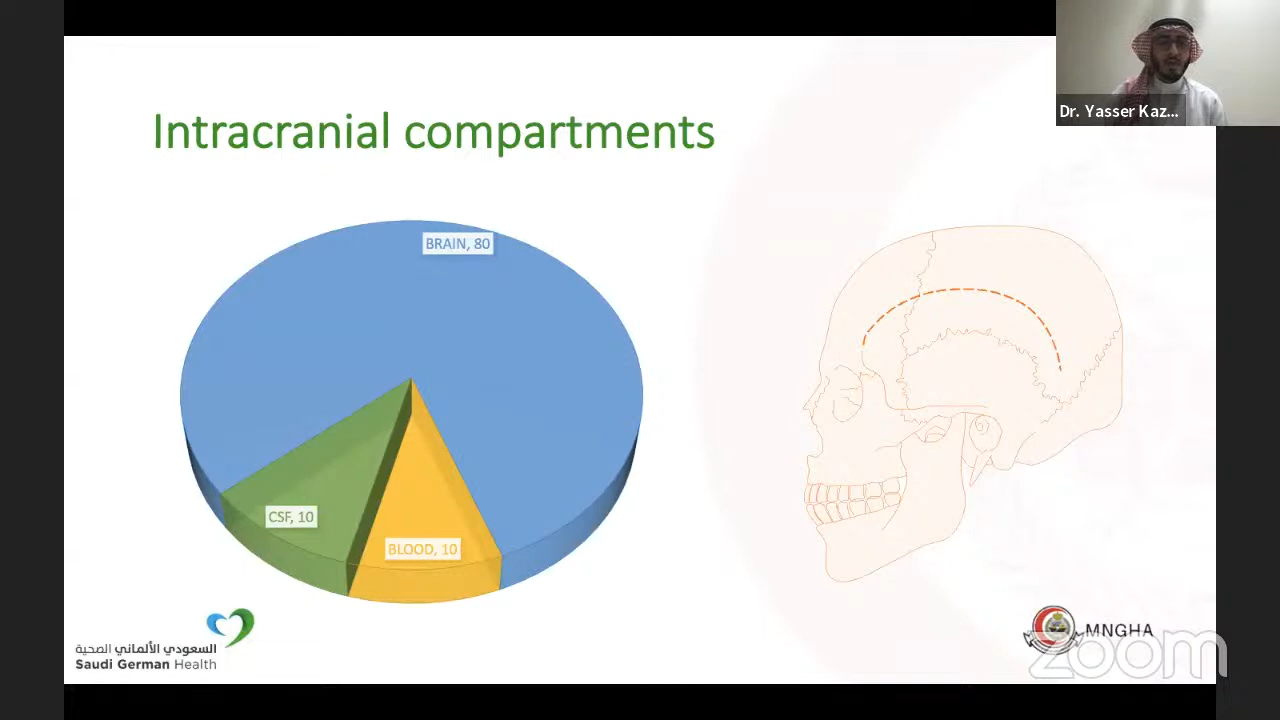 Dr. Yasser Kaz...
Intracranial compartments
BRAIN, 80
CSF, 10
BLOOD, 10
السعودي الألماني الصحية
Saudi German Health
MNGHA
zoom